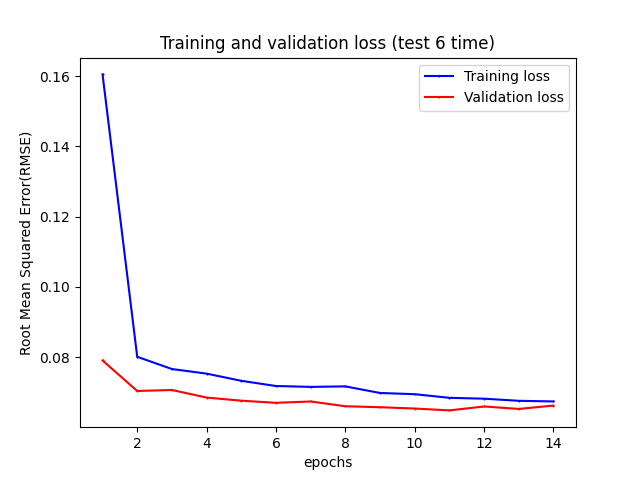 Training and validation loss (test 6 time)
Training loss
Validation loss
Root Mean Squared Error(RMSE)
0.16
0.14
0.12
0.10
0.08
2 4 6 8 10 12 14
epochs